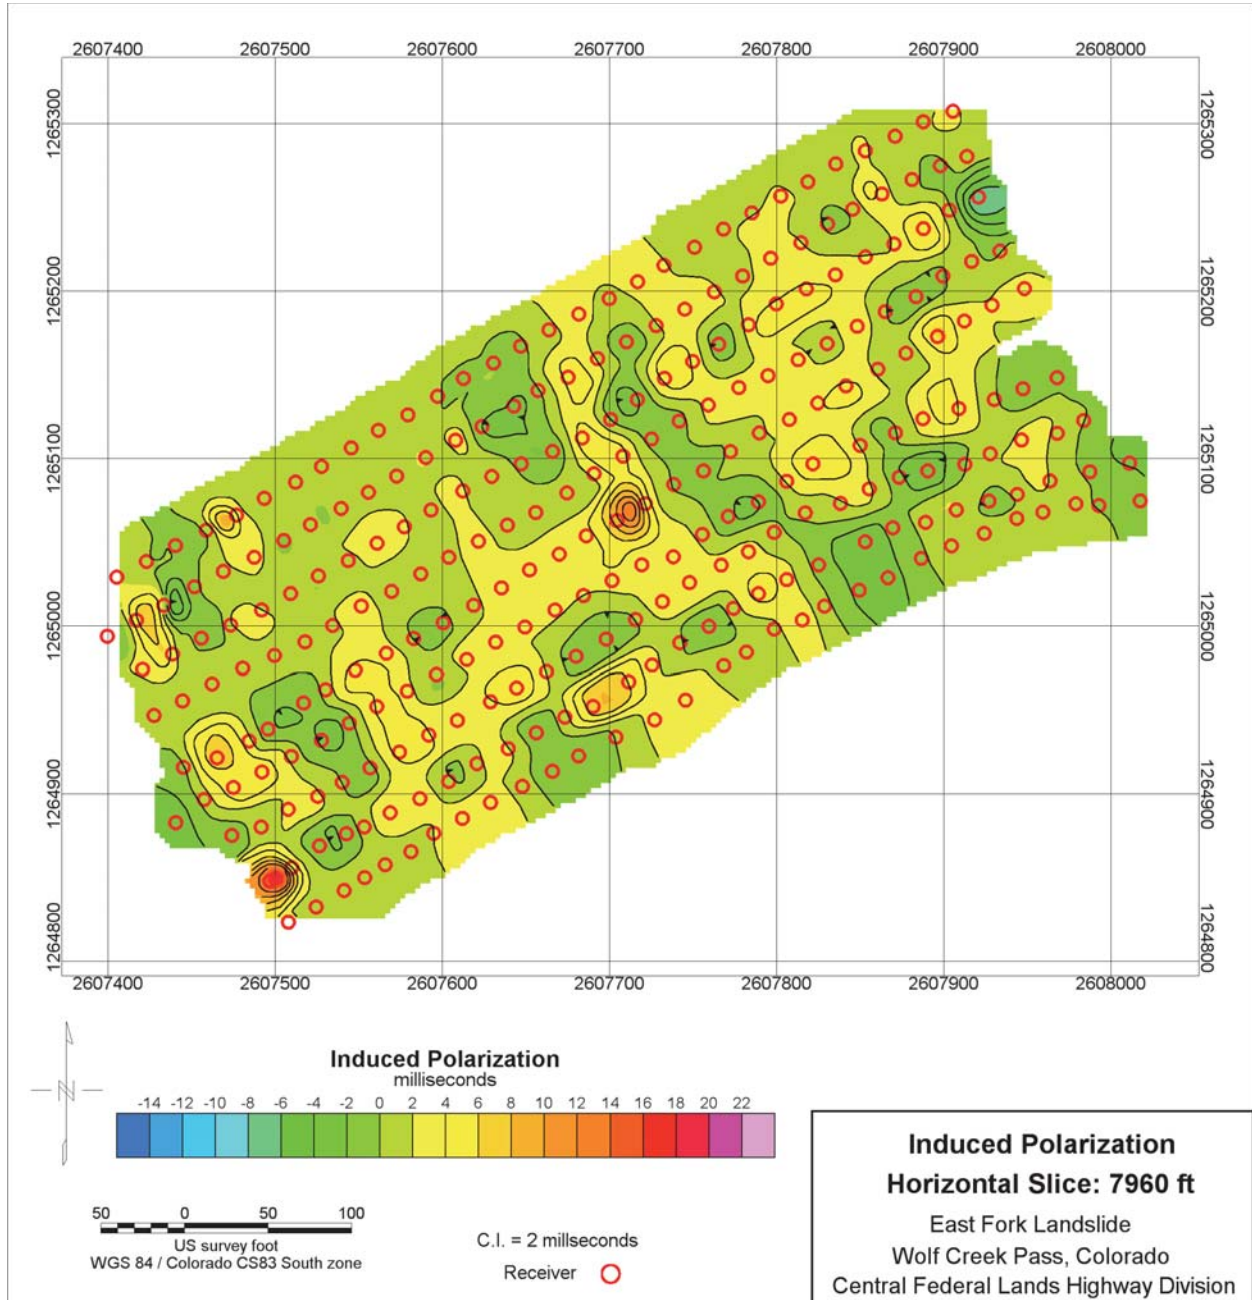 2607400 2607500 2607600 2607700 2607800 2607900 2608000
1265300 1265300
1265200 1265200
1265100 1265100
1265000 1265000
1264900 1264900
1264800 1264800
2607400 2607500 2607600 2607700 2607800 2607900 2608000
N
Induced Polarization
milliseconds
-14 -12 -10 -8 -6 -4 -2 0 2 4 6 8 10 12 14 16 18 20 22
50 0 50 100
US survey foot
WGS 84 / Colorado CS83 South zone
C.I. = 2 millseconds
Receiver
Induced Polarization
Horizontal Slice: 7960 ft
East Fork Landslide
Wolf Creek Pass, Colorado
Central Federal Lands Highway Division